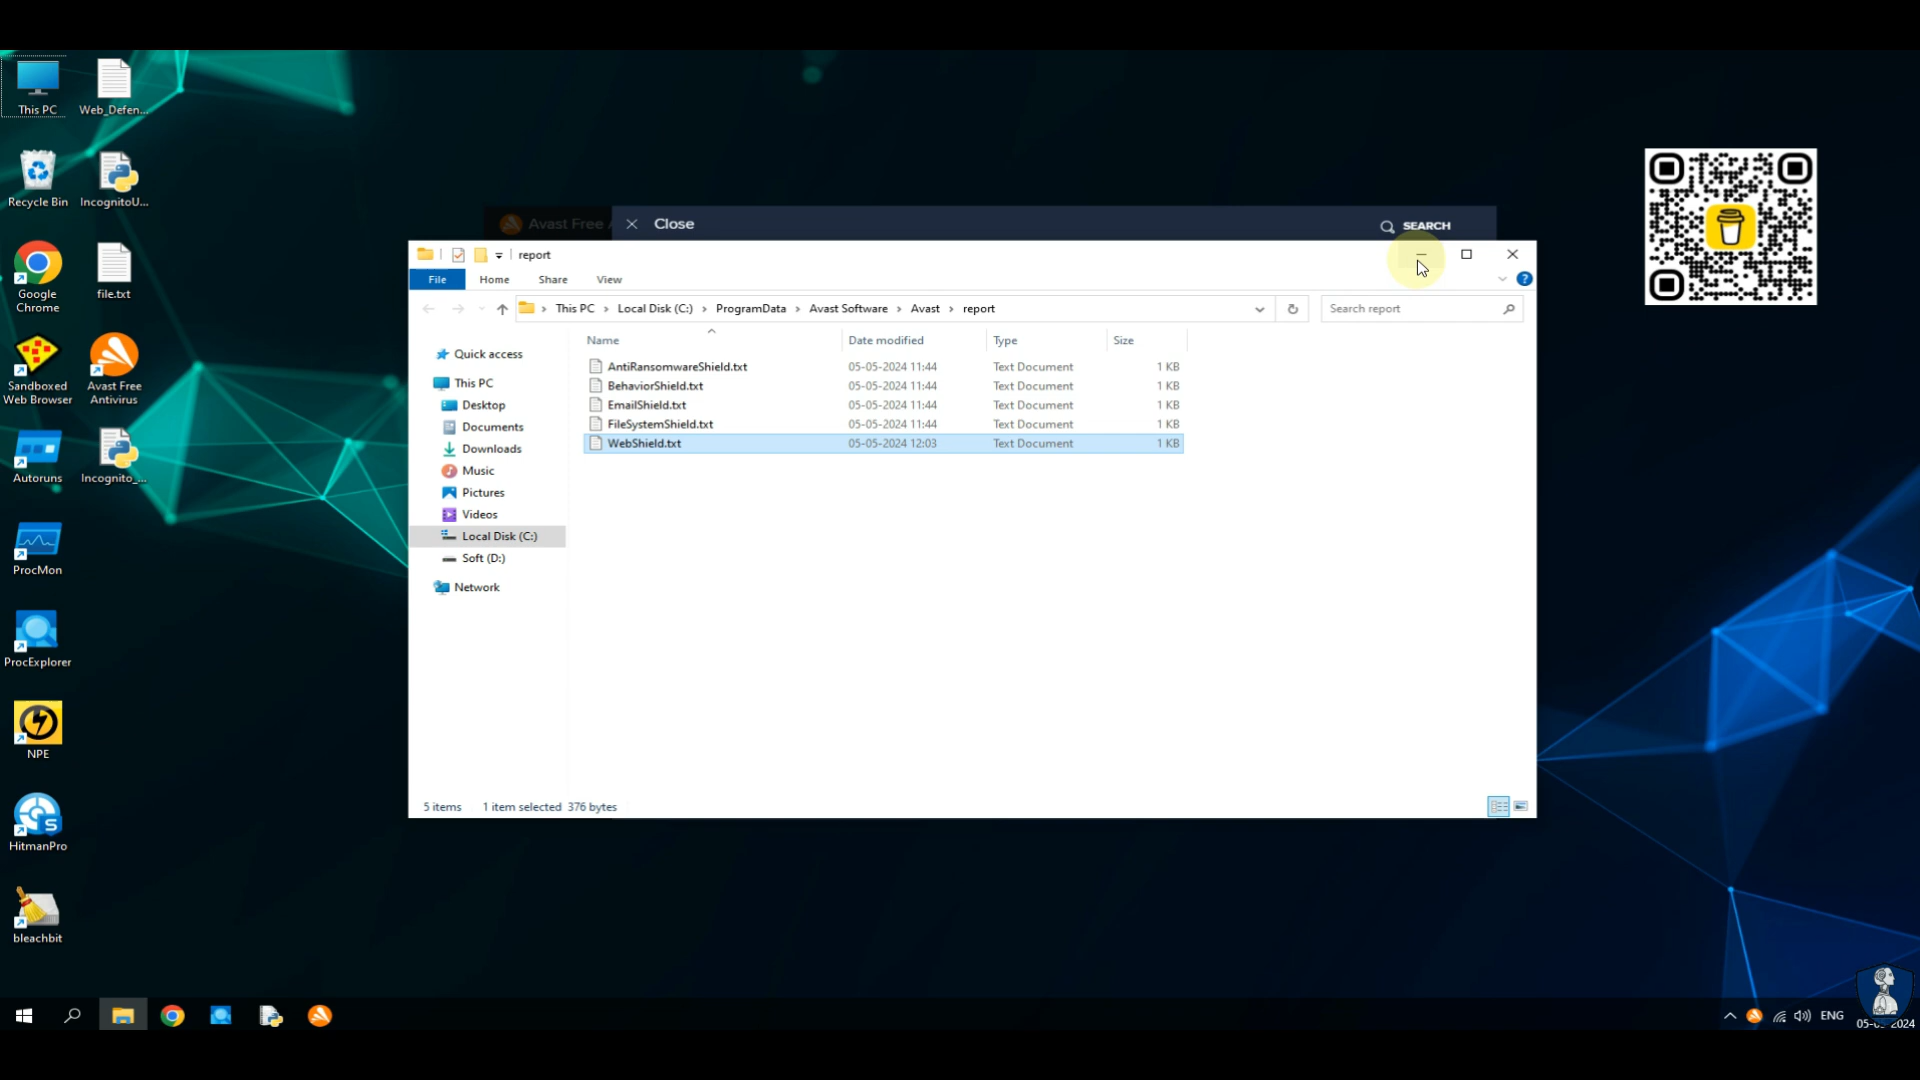 This PC
Web_Defen...
Recycle Bin
IncognitoU...
Google
Chrome
file.txt
Sandboxed
Web Browser
Avast Free
Antivirus
Autoruns
Incognito_...
ProcMon
ProcExplorer
NPE
HitmanPro
bleachbit
Avast Free
Close
SEARCH
report
File
Home
Share
View
This PC
Local Disk (C:)
ProgramData
Avast Software
Avast
report
Search report
Quick access
This PC
Desktop
Documents
Downloads
Music
Pictures
Videos
Local Disk (C:)
Soft (D:)
Network
Name Date modified Type Size
AntiRansomwareShield.txt 05-05-2024 11:44 Text Document 1 KB
BehaviorShield.txt 05-05-2024 11:44 Text Document 1 KB
EmailShield.txt 05-05-2024 11:44 Text Document 1 KB
FileSystemShield.txt 05-05-2024 11:44 Text Document 1 KB
WebShield.txt 05-05-2024 12:03 Text Document 1 KB
5 items 1 item selected 376 bytes
ENG